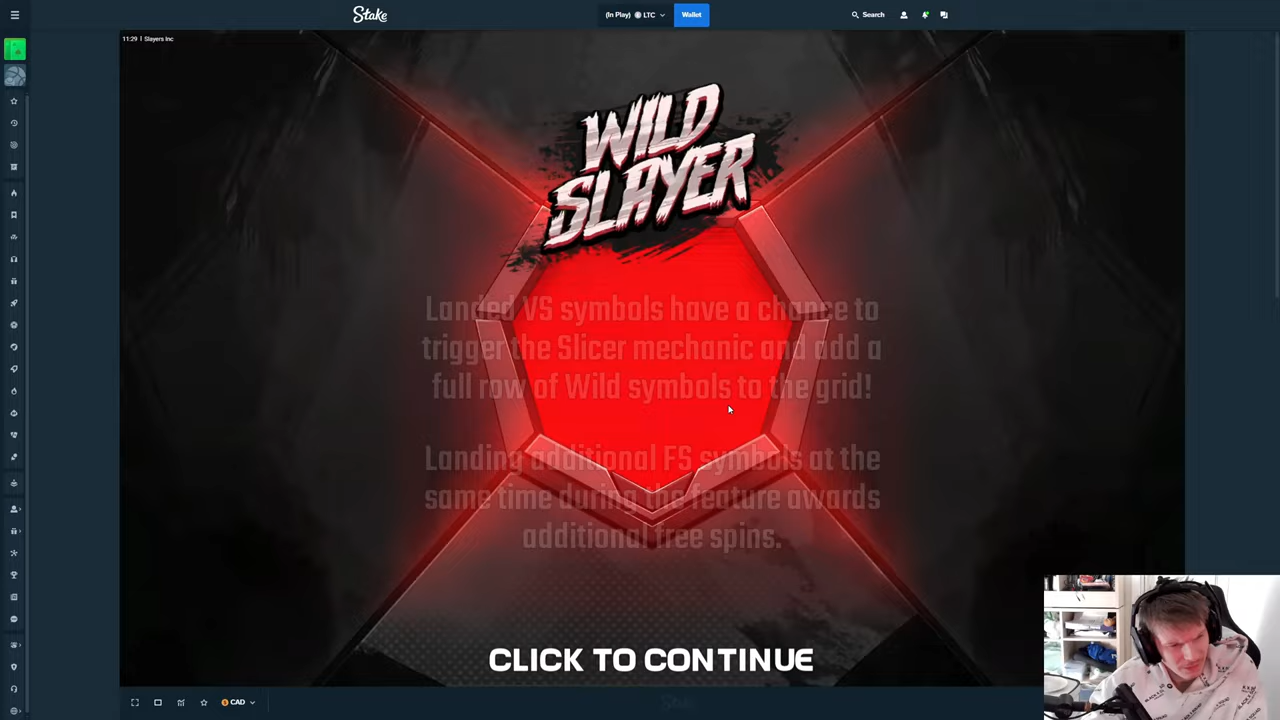 Stake
(In Play) LTC
Wallet
Search
11:29 | Slayers Inc
WILD
SLAYER
Landed VS symbols have a chance to
trigger the Slicer mechanic and add a
full row of Wild symbols to the grid!
Landing additional FS symbols at the
same time during the feature awards
additional free spins.
CLICK TO CONTINUE
CAD
Stake